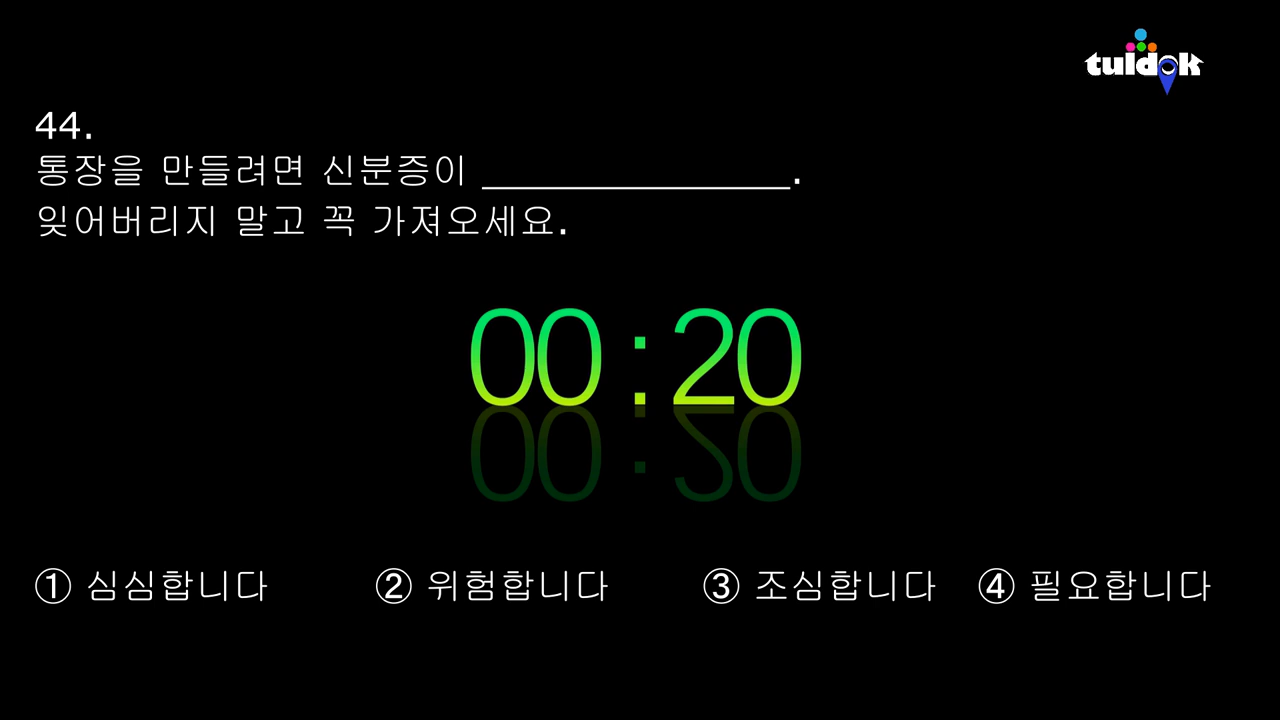 tuldok
44.
통장을 만들려면 신분증이 ______________.
잊어버리지 말고 꼭 가져오세요.
00:20
① 심심합니다 ② 위험합니다 ③ 조심합니다 ④ 필요합니다